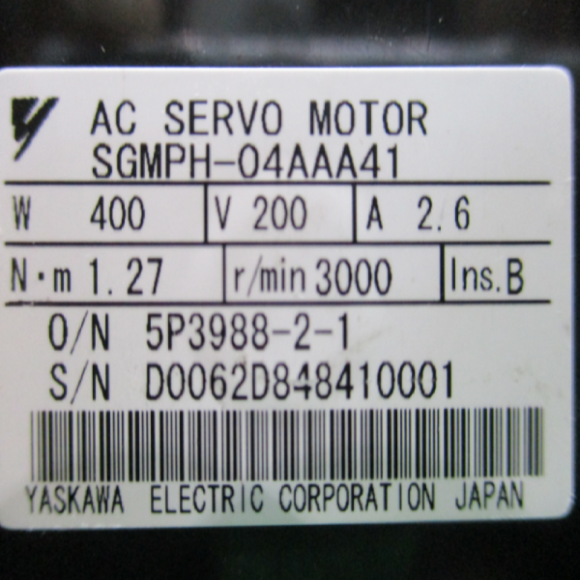 AC SERVO MOTOR
SGMPH-04AAA41
W 400 V 200 A 2.6
N·m 1.27 r/min 3000 Ins.B
O/N 5P3988-2-1
S/N D0062D848410001
YASKAWA ELECTRIC CORPORATION JAPAN